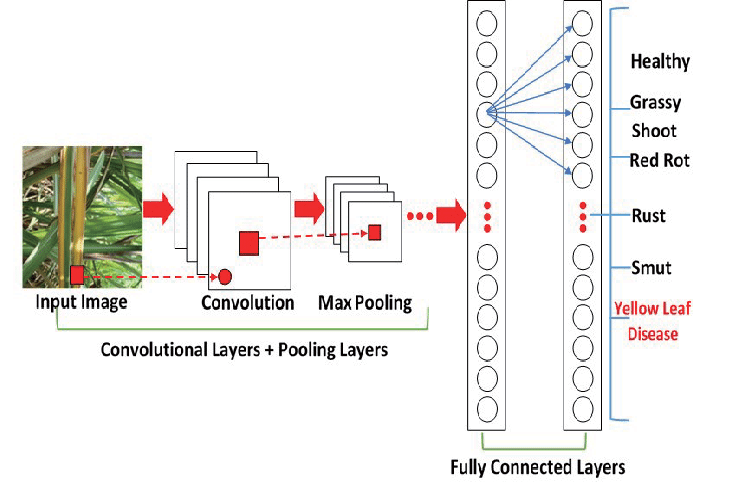 Healthy
Grassy
Shoot
Red Rot
Rust
Smut
Yellow Leaf
Disease
Input Image
Convolution
Max Pooling
Convolutional Layers + Pooling Layers
Fully Connected Layers